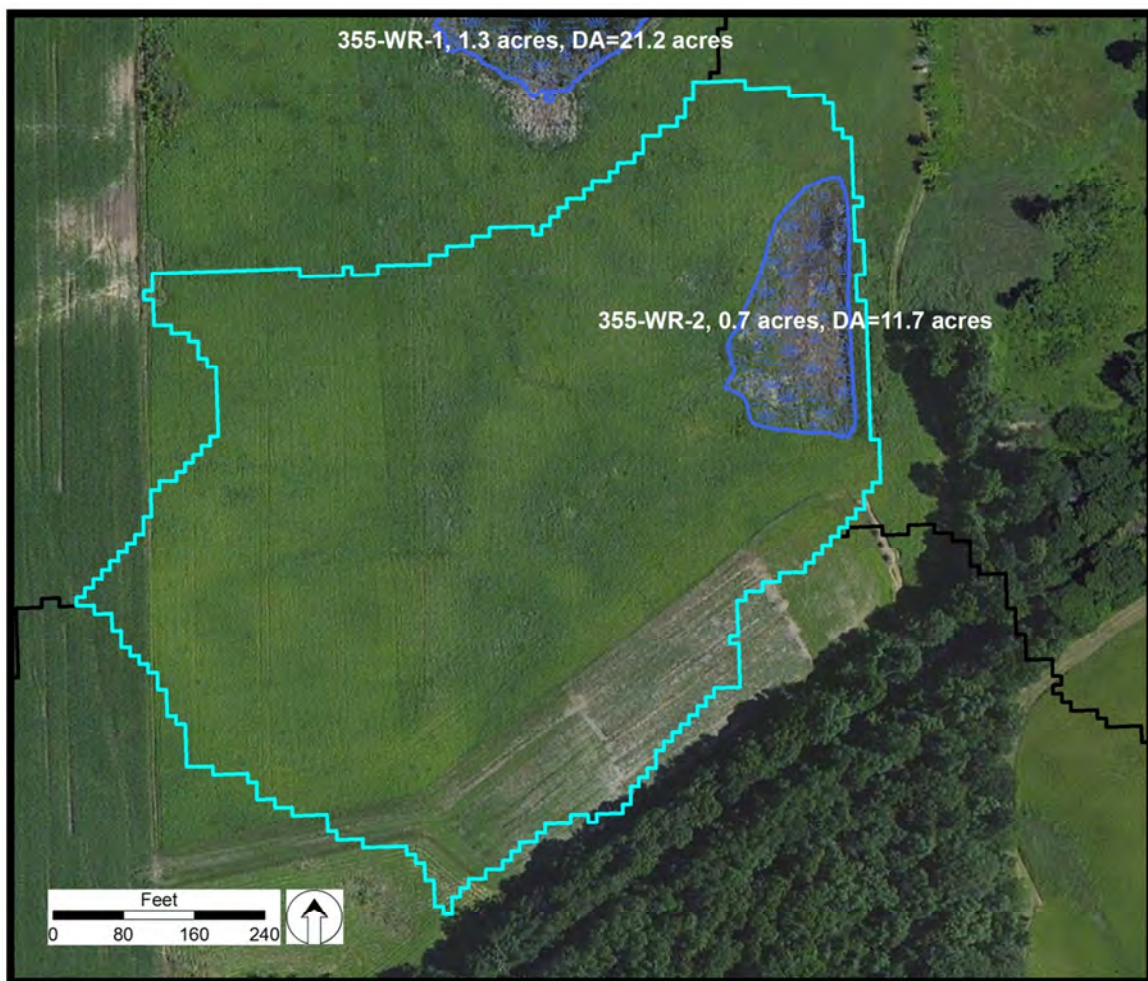 355-WR-1, 1.3 acres, DA=21.2 acres
355-WR-2, 0.7 acres, DA=11.7 acres
Feet
0 80 160 240